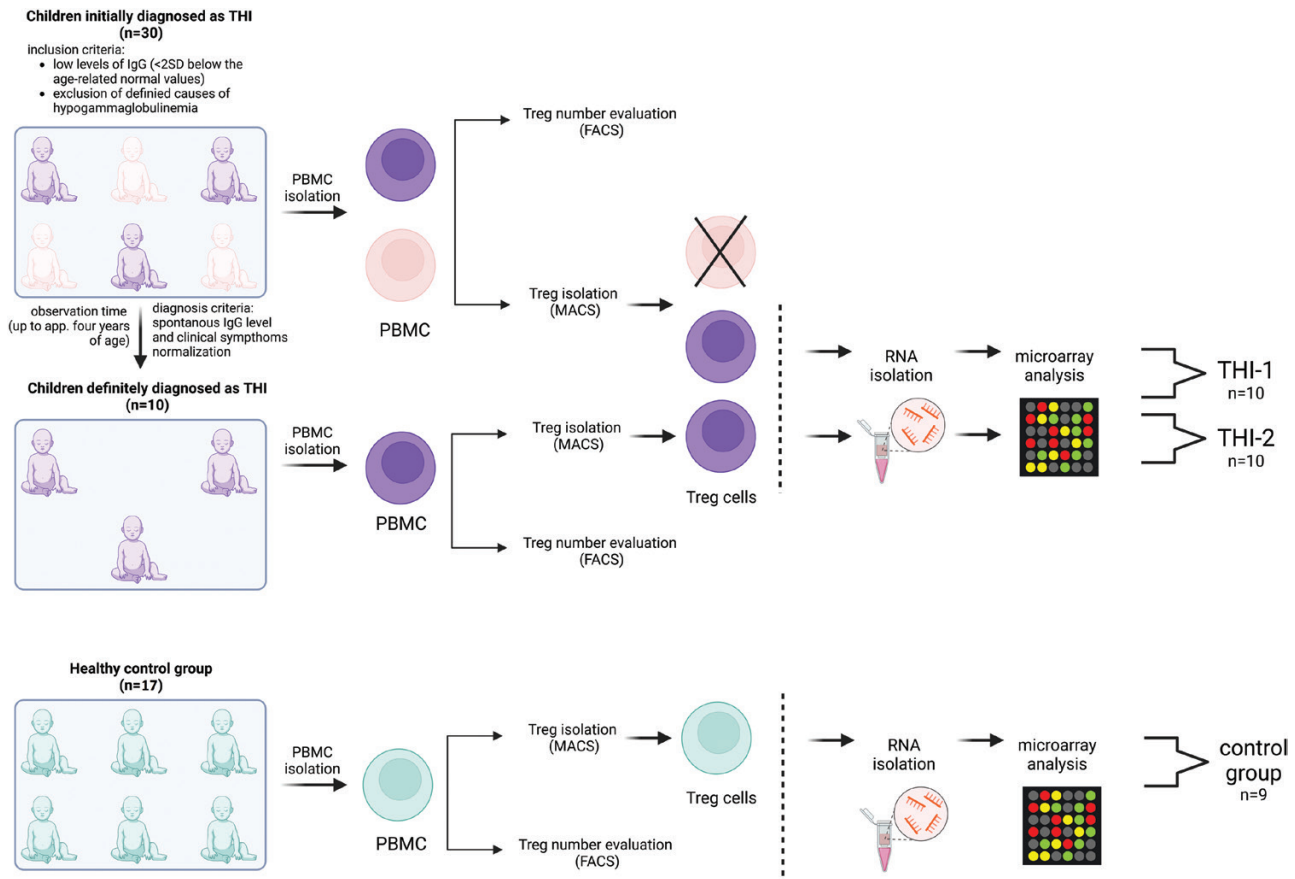 Children initially diagnosed as THI
(n=30)
inclusion criteria:
• low levels of IgG (<2SD below the
age-related normal values)
• exclusion of definied causes of
hypogammaglobulinemia
PBMC
isolation
PBMC
Treg number evaluation
(FACS)
Treg isolation
(MACS)
observation time
(up to app. four years
of age)
diagnosis criteria:
spontanous IgG level
and clinical sympthoms
normalization
Children definitely diagnosed as THI
(n=10)
PBMC
isolation
PBMC
Treg isolation
(MACS)
Treg number evaluation
(FACS)
Treg cells
RNA
isolation
microarray
analysis
THI-1
n=10
THI-2
n=10
Healthy control group
(n=17)
PBMC
isolation
PBMC
Treg isolation
(MACS)
Treg number evaluation
(FACS)
Treg cells
RNA
isolation
microarray
analysis
control
group
n=9